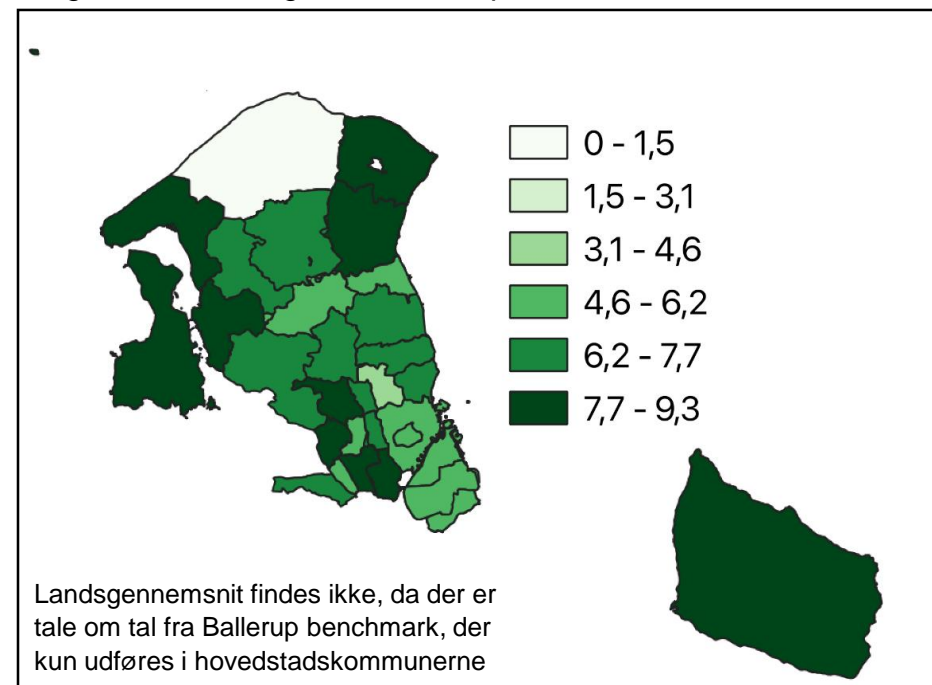 0 - 1,5
1,5 - 3,1
3,1 - 4,6
4,6 - 6,2
6,2 - 7,7
7,7 - 9,3
Landsgennemsnit findes ikke, da der er
tale om tal fra Ballerup benchmark, der
kun udføres i hovedstadskommunerne